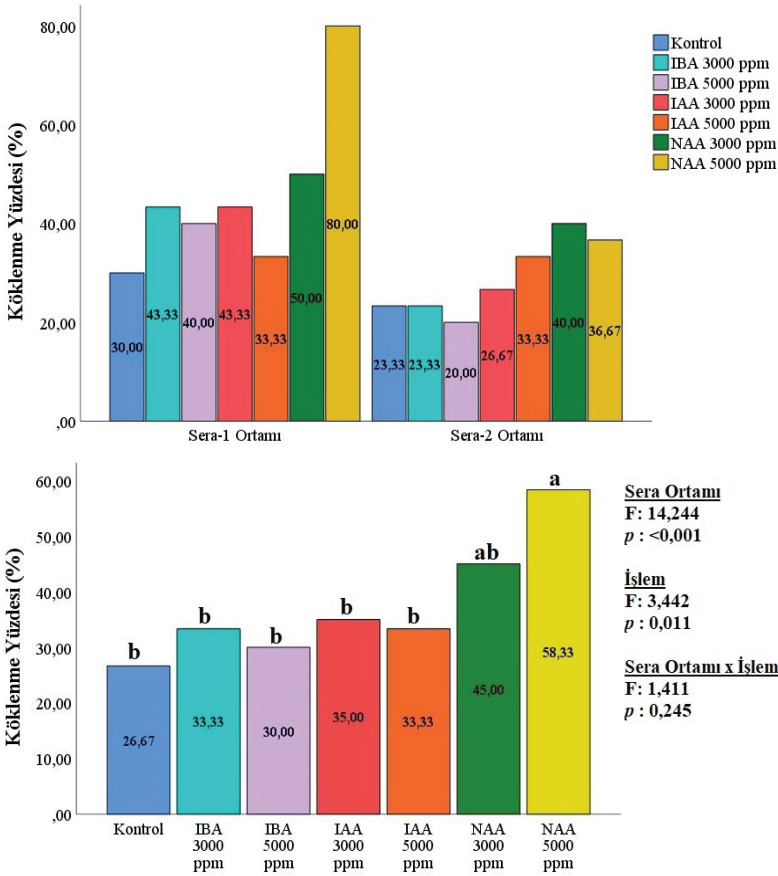 Köklenme Yüzdesi (%)
80,00
60,00
40,00
20,00
,00
30,00
43,33
40,00
43,33
33,33
50,00
80,00
23,33
23,33
20,00
26,67
33,33
40,00
36,67
Sera-1 Ortamı
Sera-2 Ortamı
Kontrol
IBA 3000 ppm
IBA 5000 ppm
IAA 3000 ppm
IAA 5000 ppm
NAA 3000 ppm
NAA 5000 ppm
Köklenme Yüzdesi (%)
60,00
50,00
40,00
30,00
20,00
10,00
,00
b
b
b
b
b
ab
a
26,67
33,33
30,00
35,00
33,33
45,00
58,33
Kontrol
IBA
3000
ppm
IBA
5000
ppm
IAA
3000
ppm
IAA
5000
ppm
NAA
3000
ppm
NAA
5000
ppm
Sera Ortamı
F: 14,244
p : <0,001
İşlem
F: 3,442
p : 0,011
Sera Ortamı x İşlem
F: 1,411
p : 0,245